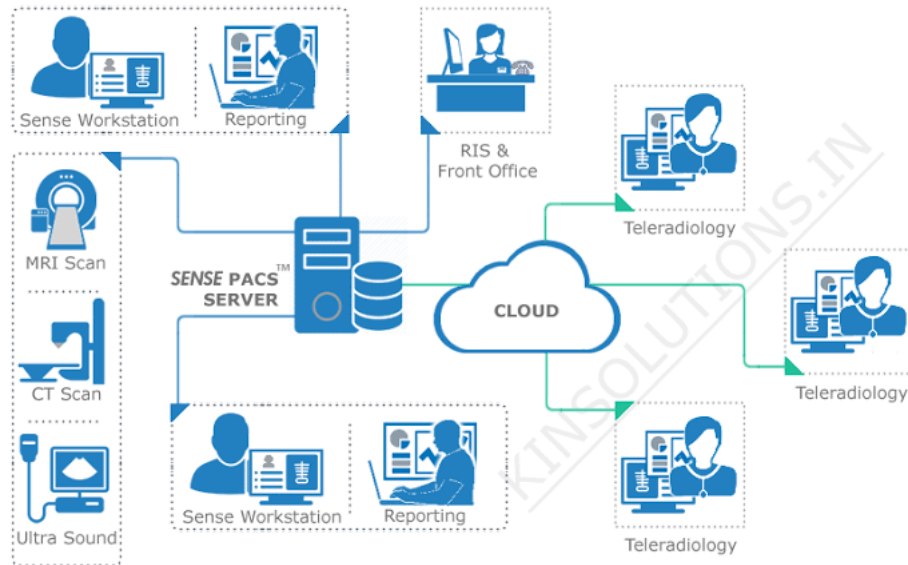 Sense Workstation
Reporting
RIS &
Front Office
Teleradiology
MRI Scan
SENSE PACS™
SERVER
CLOUD
Teleradiology
CT Scan
Sense Workstation
Reporting
Ultra Sound
Teleradiology
KINSOLUTIONS.IN